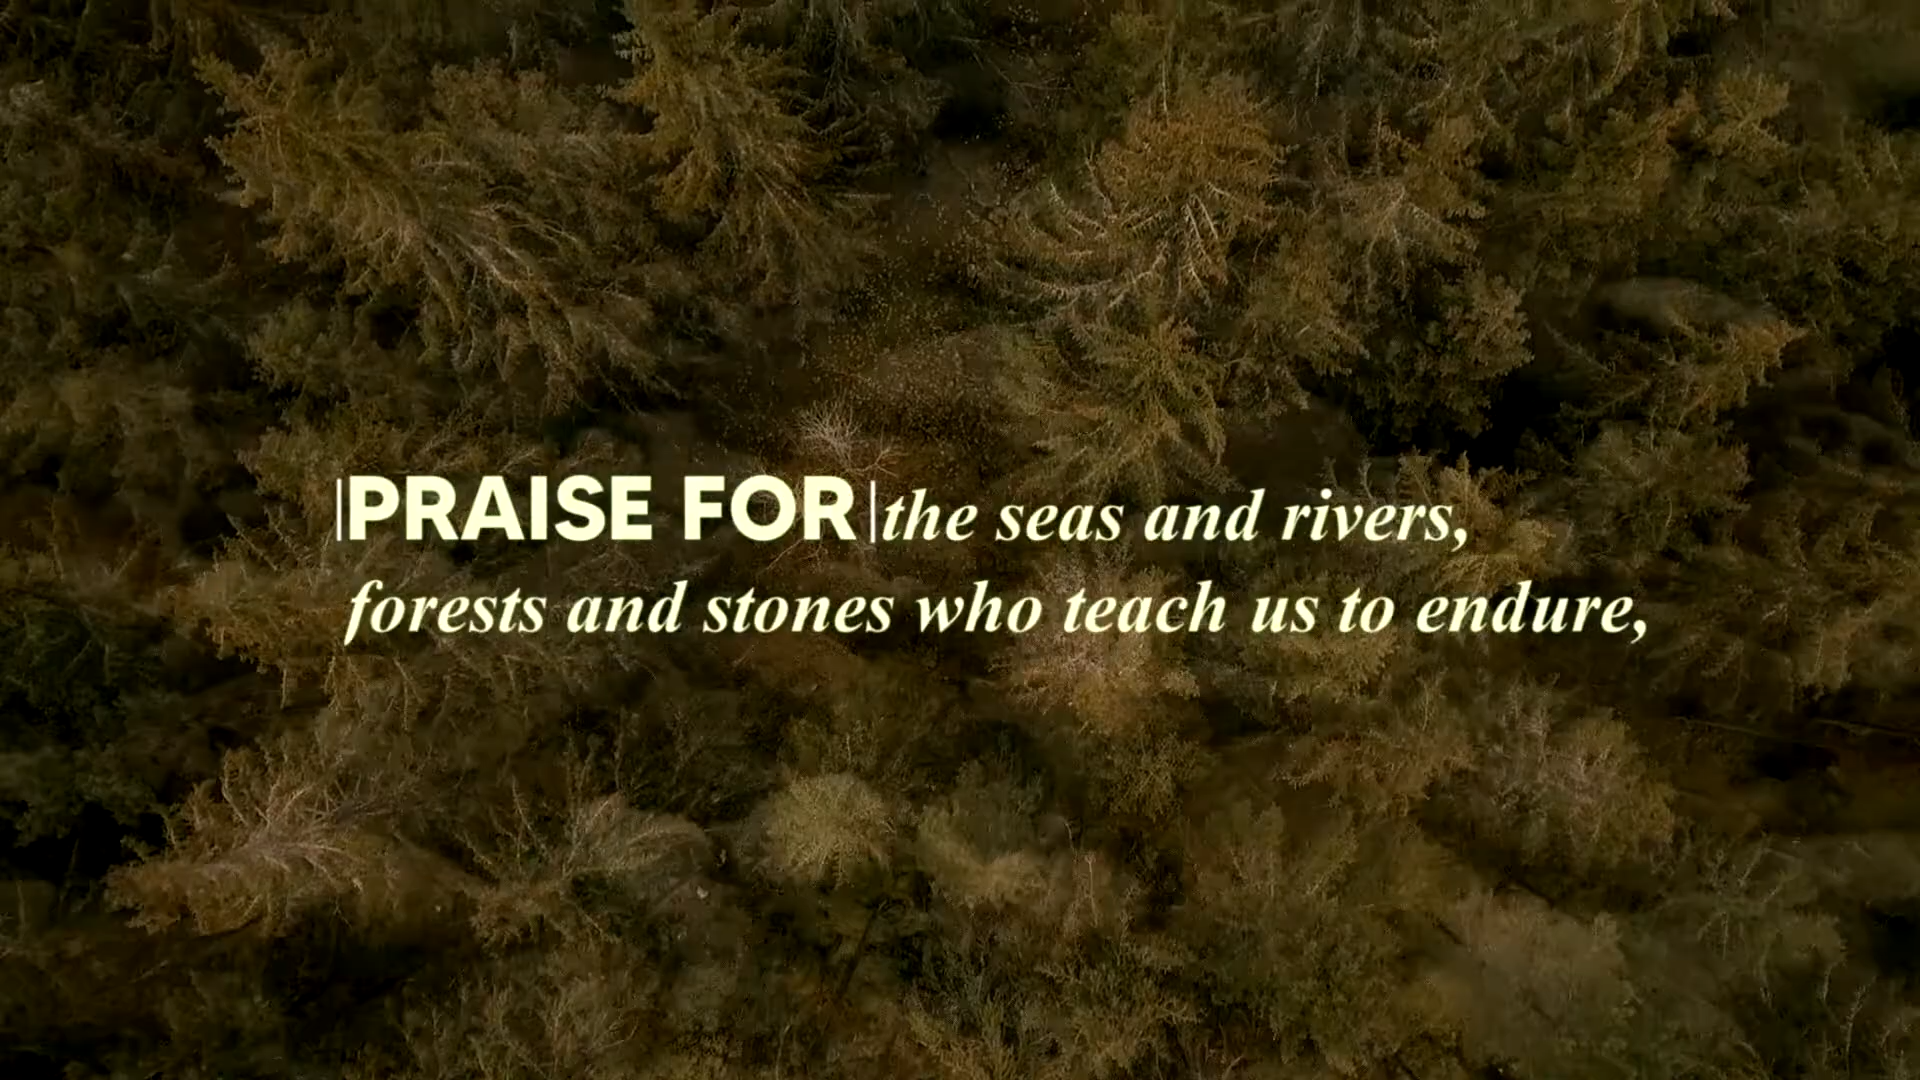 |PRAISE FOR| the seas and rivers,
forests and stones who teach us to endure,